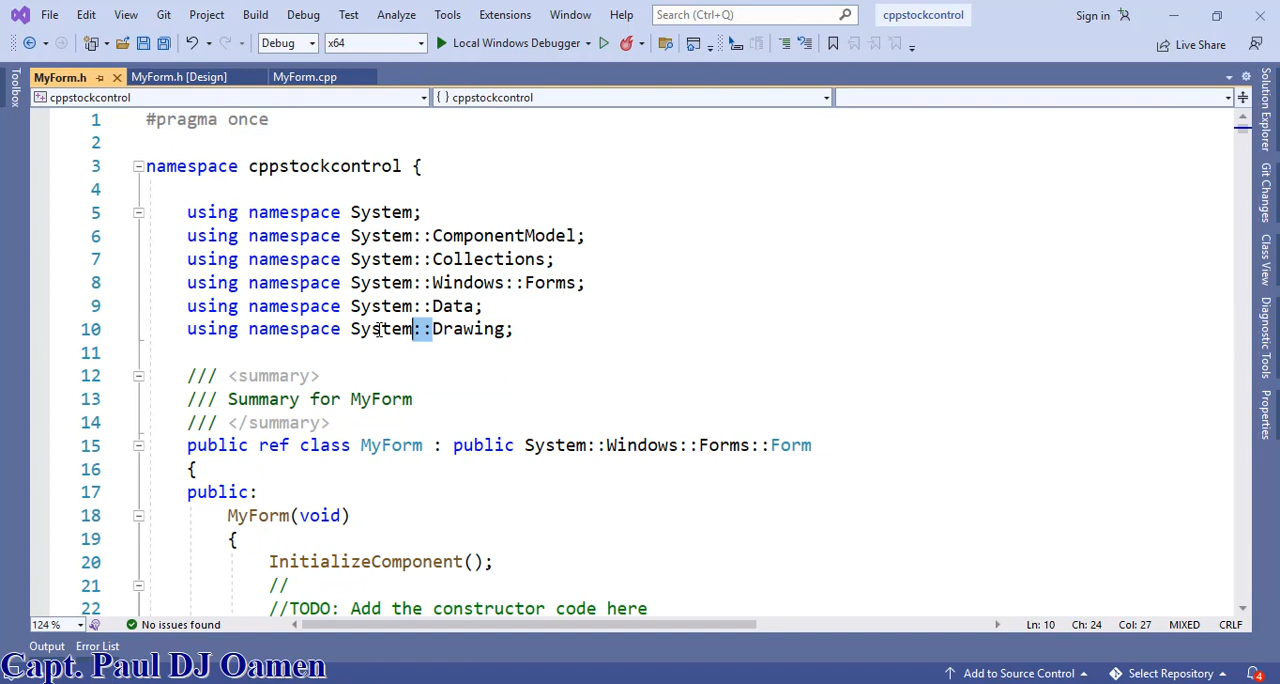 File Edit View Git Project Build Debug Test Analyze Tools Extensions Window Help Search (Ctrl+Q) cppstockcontrol Sign in
Debug x64 Local Windows Debugger Live Share
MyForm.h MyForm.h [Design] MyForm.cpp
cppstockcontrol { } cppstockcontrol
Toolbox
Solution Explorer
Git Changes
Class View
Diagnostic Tools
Properties
1 #pragma once
2
3 namespace cppstockcontrol {
4
5 using namespace System;
6 using namespace System::ComponentModel;
7 using namespace System::Collections;
8 using namespace System::Windows::Forms;
9 using namespace System::Data;
10 using namespace System::Drawing;
11
12 /// <summary>
13 /// Summary for MyForm
14 /// </summary>
15 public ref class MyForm : public System::Windows::Forms::Form
16 {
17 public:
18 MyForm(void)
19 {
20 InitializeComponent();
21 //
22 //TODO: Add the constructor code here
124 % No issues found Ln: 10 Ch: 24 Col: 27 MIXED CRLF
Output Error List
Capt. Paul DJ Oamen
Add to Source Control Select Repository 4